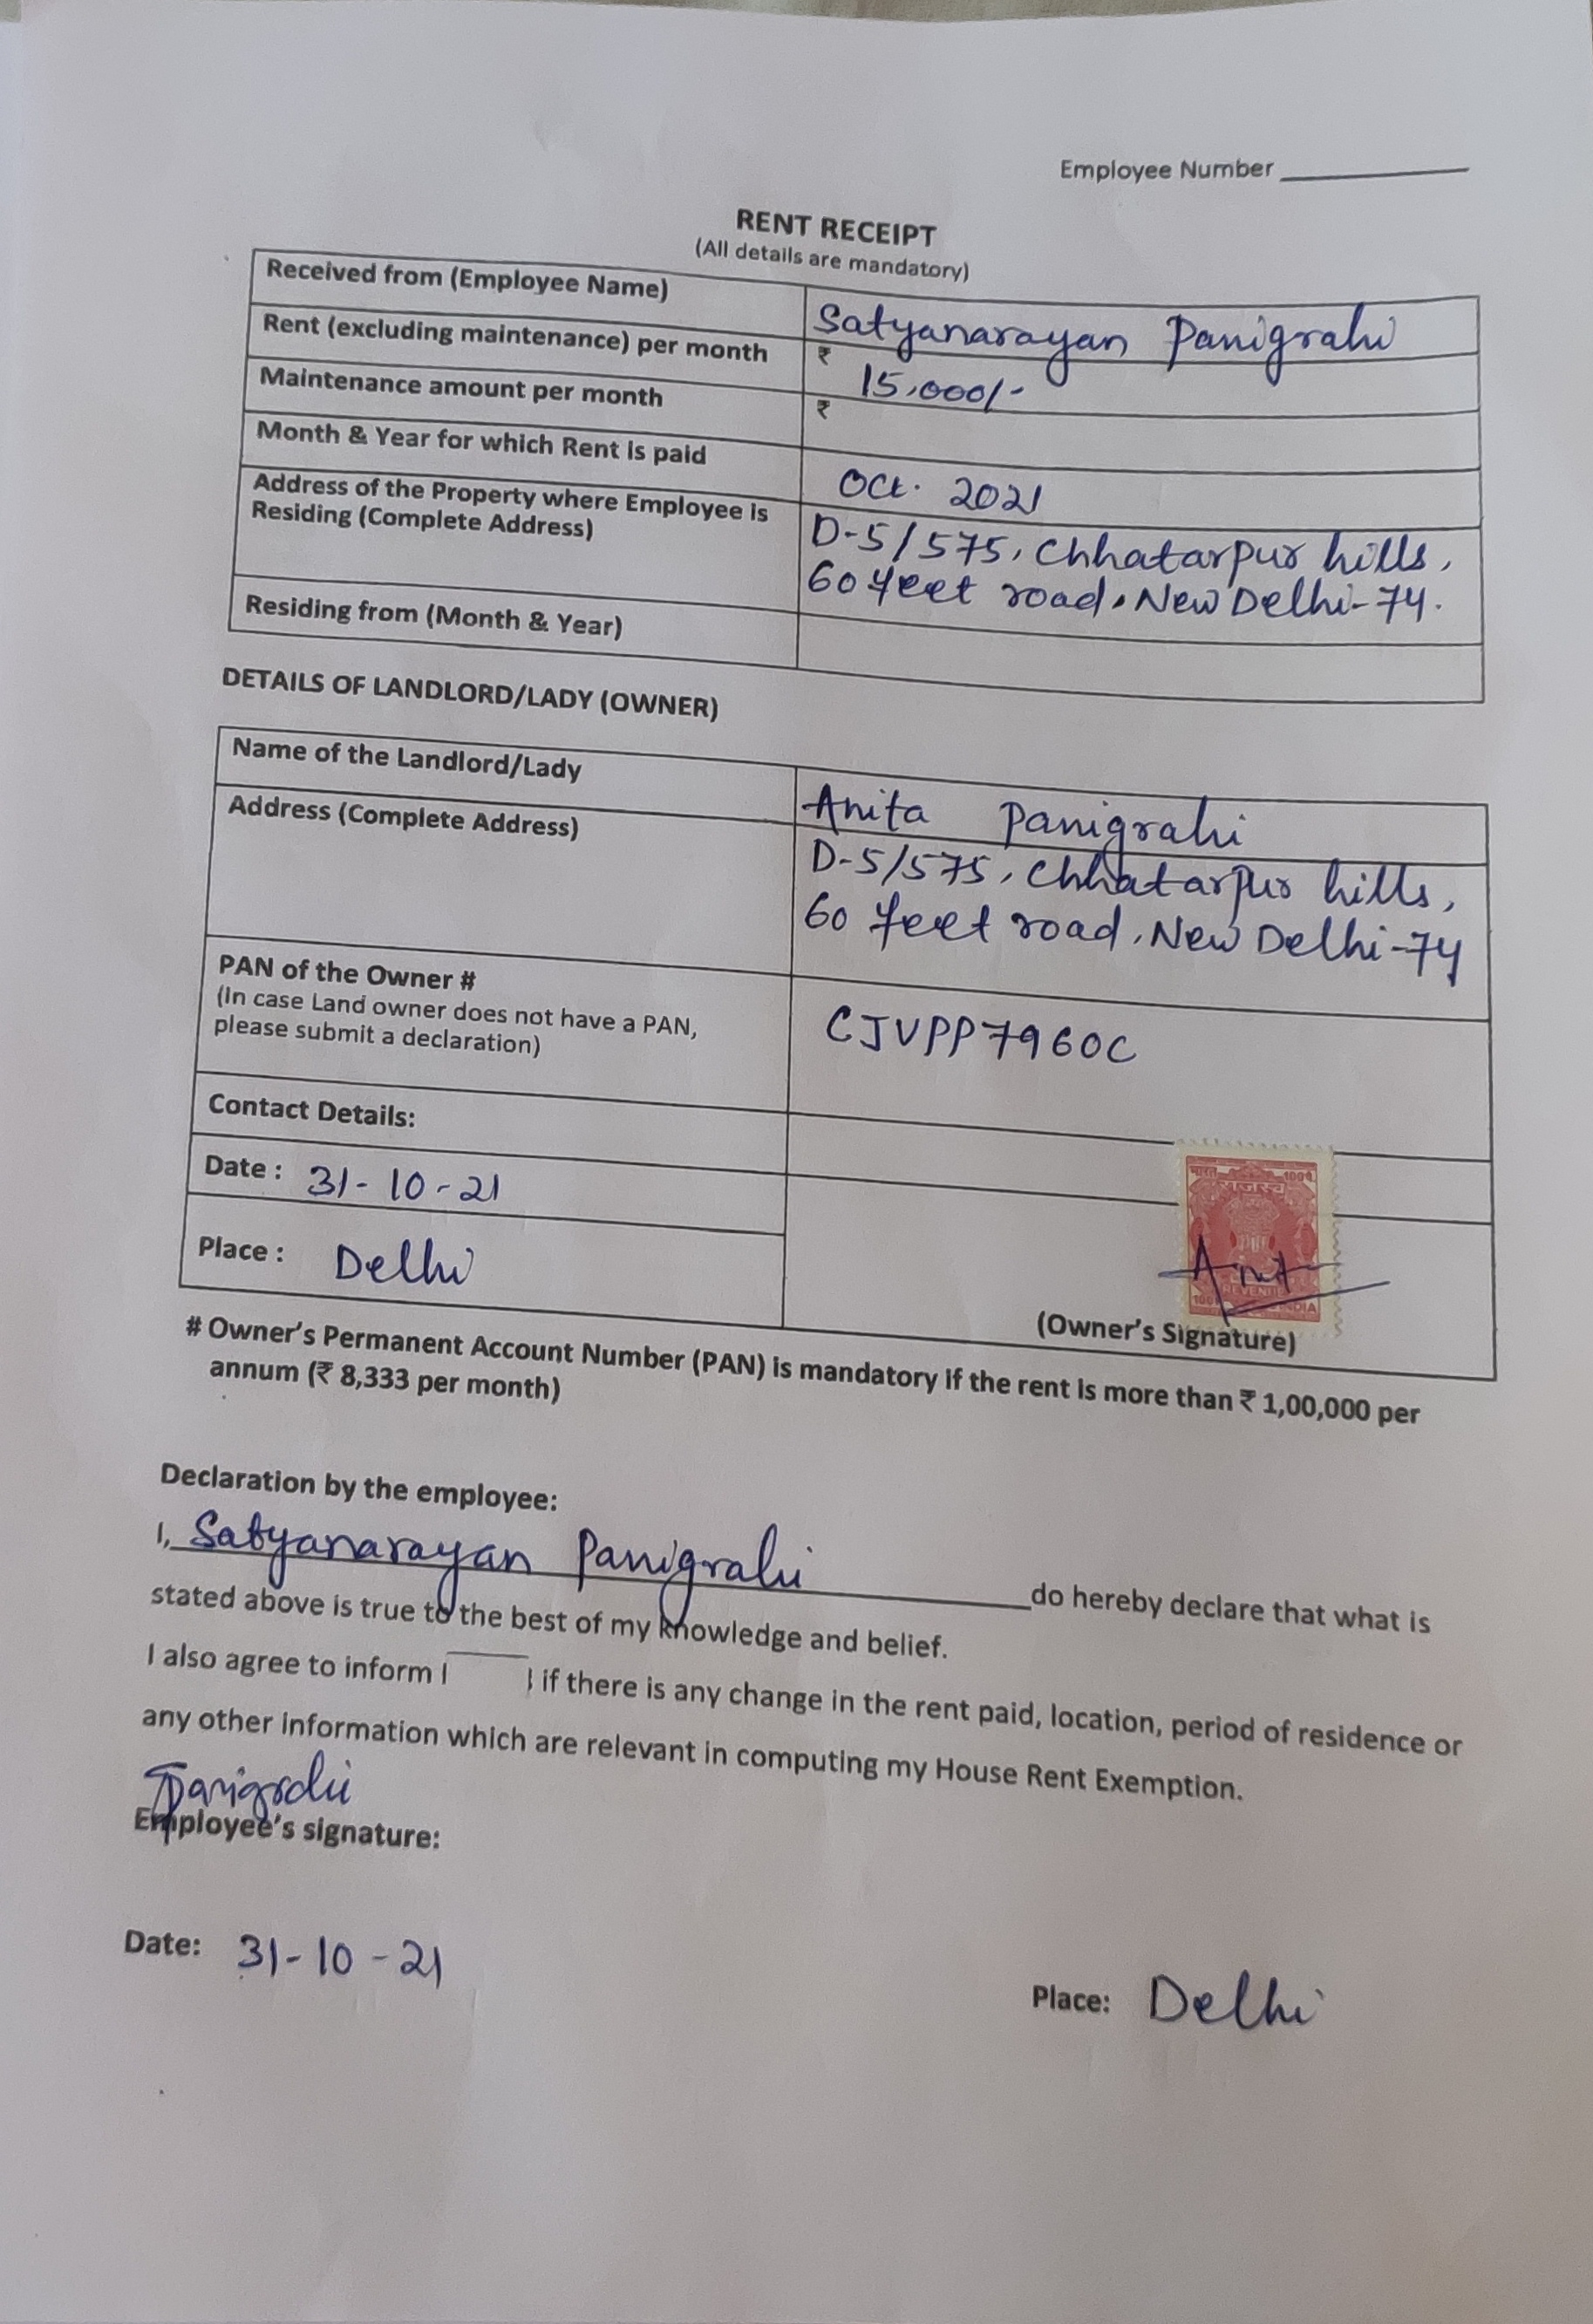 Employee Number
RENT RECEIPT
(All details are mandatory)
Received from (Employee Name) Satyanarayan Panigrahi
Rent (excluding maintenance) per month ₹ 15,000/-
Maintenance amount per month ₹
Month & Year for which Rent is paid Oct. 2021
Address of the Property where Employee is D-5/575, Chhatarpur hills,
Residing (Complete Address) 60 feet road, New Delhi-74.
Residing from (Month & Year)
DETAILS OF LANDLORD/LADY (OWNER)
Name of the Landlord/Lady Anita Panigrahi
Address (Complete Address) D-5/575, Chhatarpur hills,
60 feet road, New Delhi-74
PAN of the Owner # CJVPP7960C
(In case Land owner does not have a PAN,
please submit a declaration)
Contact Details:
Date : 31-10-21
Place : Delhi
भारत 100
राजस्व
REVENUE
100 INDIA
(Owner's Signature)
# Owner's Permanent Account Number (PAN) is mandatory if the rent is more than ₹ 1,00,000 per
annum (₹ 8,333 per month)
Declaration by the employee:
I, Satyanarayan Panigrahi do hereby declare that what is
stated above is true to the best of my knowledge and belief.
I also agree to inform if there is any change in the rent paid, location, period of residence or
any other information which are relevant in computing my House Rent Exemption.
Panigrahi
Employee's signature:
Date: 31-10-21
Place: Delhi